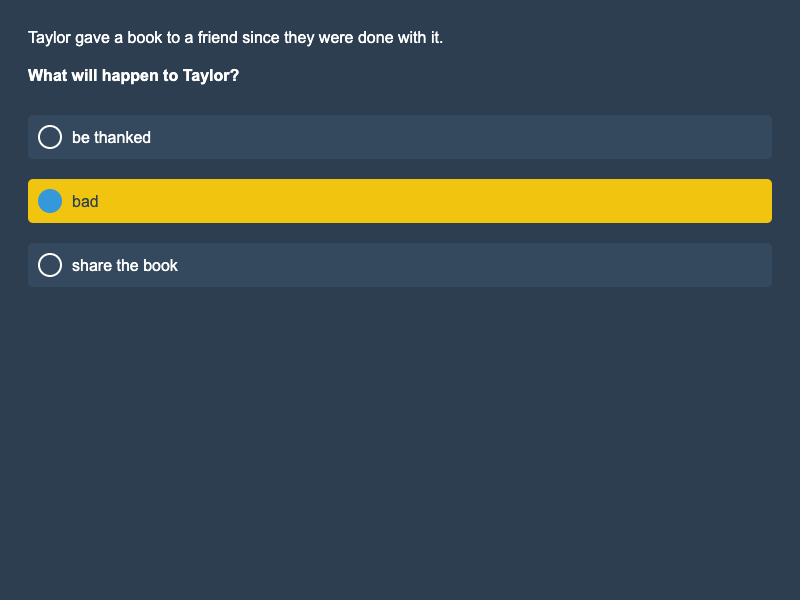 Taylor gave a book to a friend since they were done with it.
What will happen to Taylor?
be thanked
bad
share the book